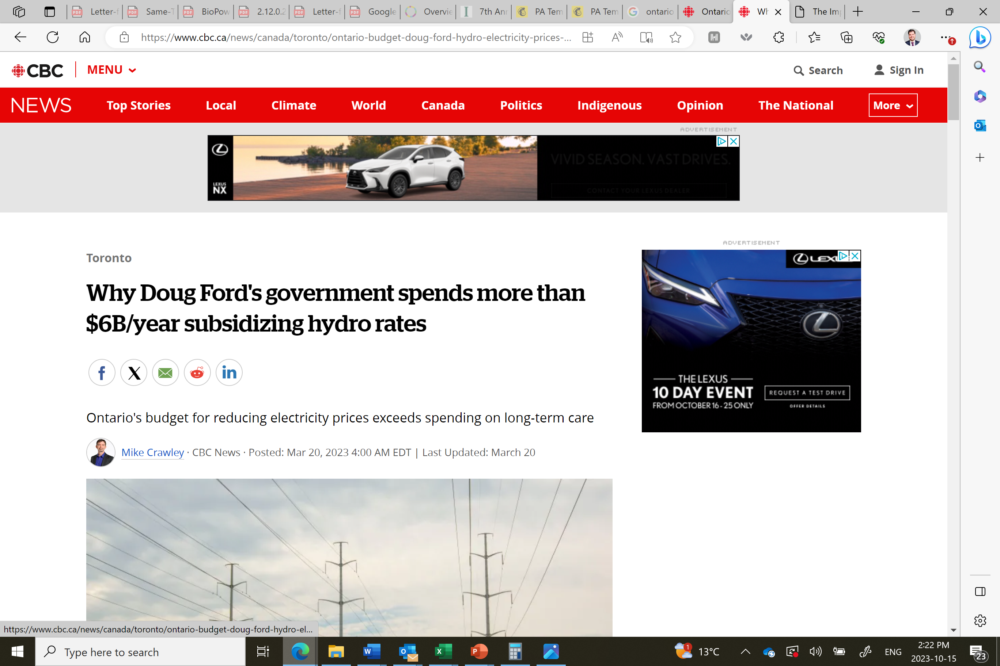 Letter-f
Same-T
BioPow
2.12.0.2
Letter-f
Google
Overvie
7th Ann
PA Tem
PA Tem
ontario
Ontario
Wh
The Imp
https://www.cbc.ca/news/canada/toronto/ontario-budget-doug-ford-hydro-electricity-prices-...
CBC MENU
Search
Sign In
NEWS Top Stories Local Climate World Canada Politics Indigenous Opinion The National More
ADVERTISEMENT
LEXUS
NX
VIVID SEASON. VAST DRIVES.
CONTACT YOUR LEXUS DEALER
ADVERTISEMENT
Toronto
Why Doug Ford's government spends more than
$6B/year subsidizing hydro rates
THE LEXUS
10 DAY EVENT
FROM OCTOBER 16 - 25 ONLY
REQUEST A TEST DRIVE
OFFER DETAILS
Ontario's budget for reducing electricity prices exceeds spending on long-term care
Mike Crawley · CBC News · Posted: Mar 20, 2023 4:00 AM EDT | Last Updated: March 20
https://www.cbc.ca/news/canada/toronto/ontario-budget-doug-ford-hydro-el...
Type here to search
1
13°C
ENG
2:22 PM
2023-10-15
23